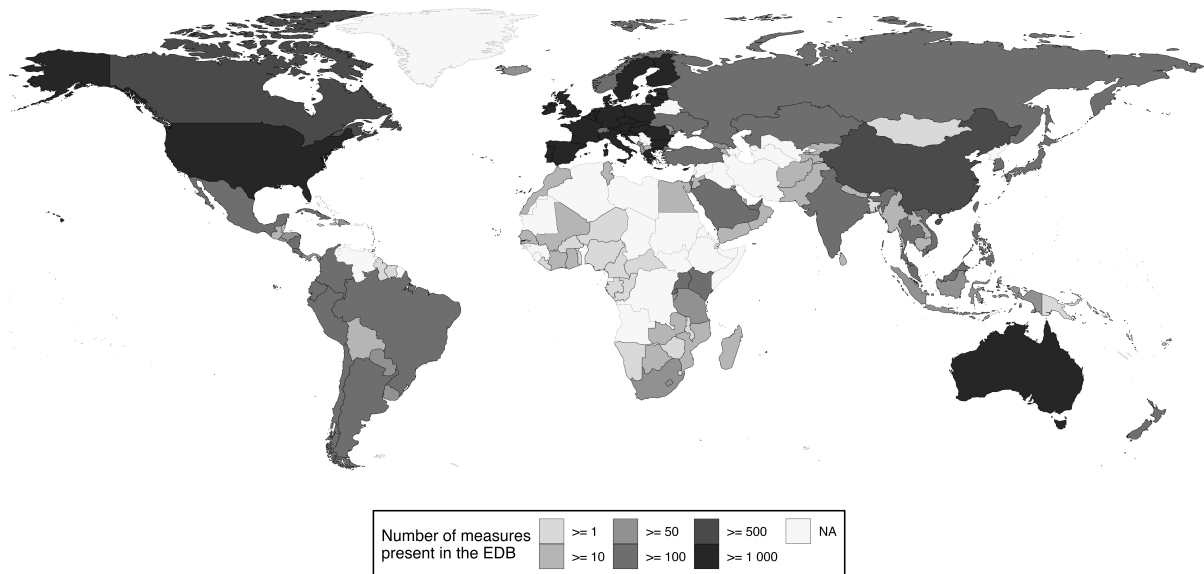 Number of measures
present in the EDB
>= 1
>= 10
>= 50
>= 100
>= 500
>= 1 000
NA